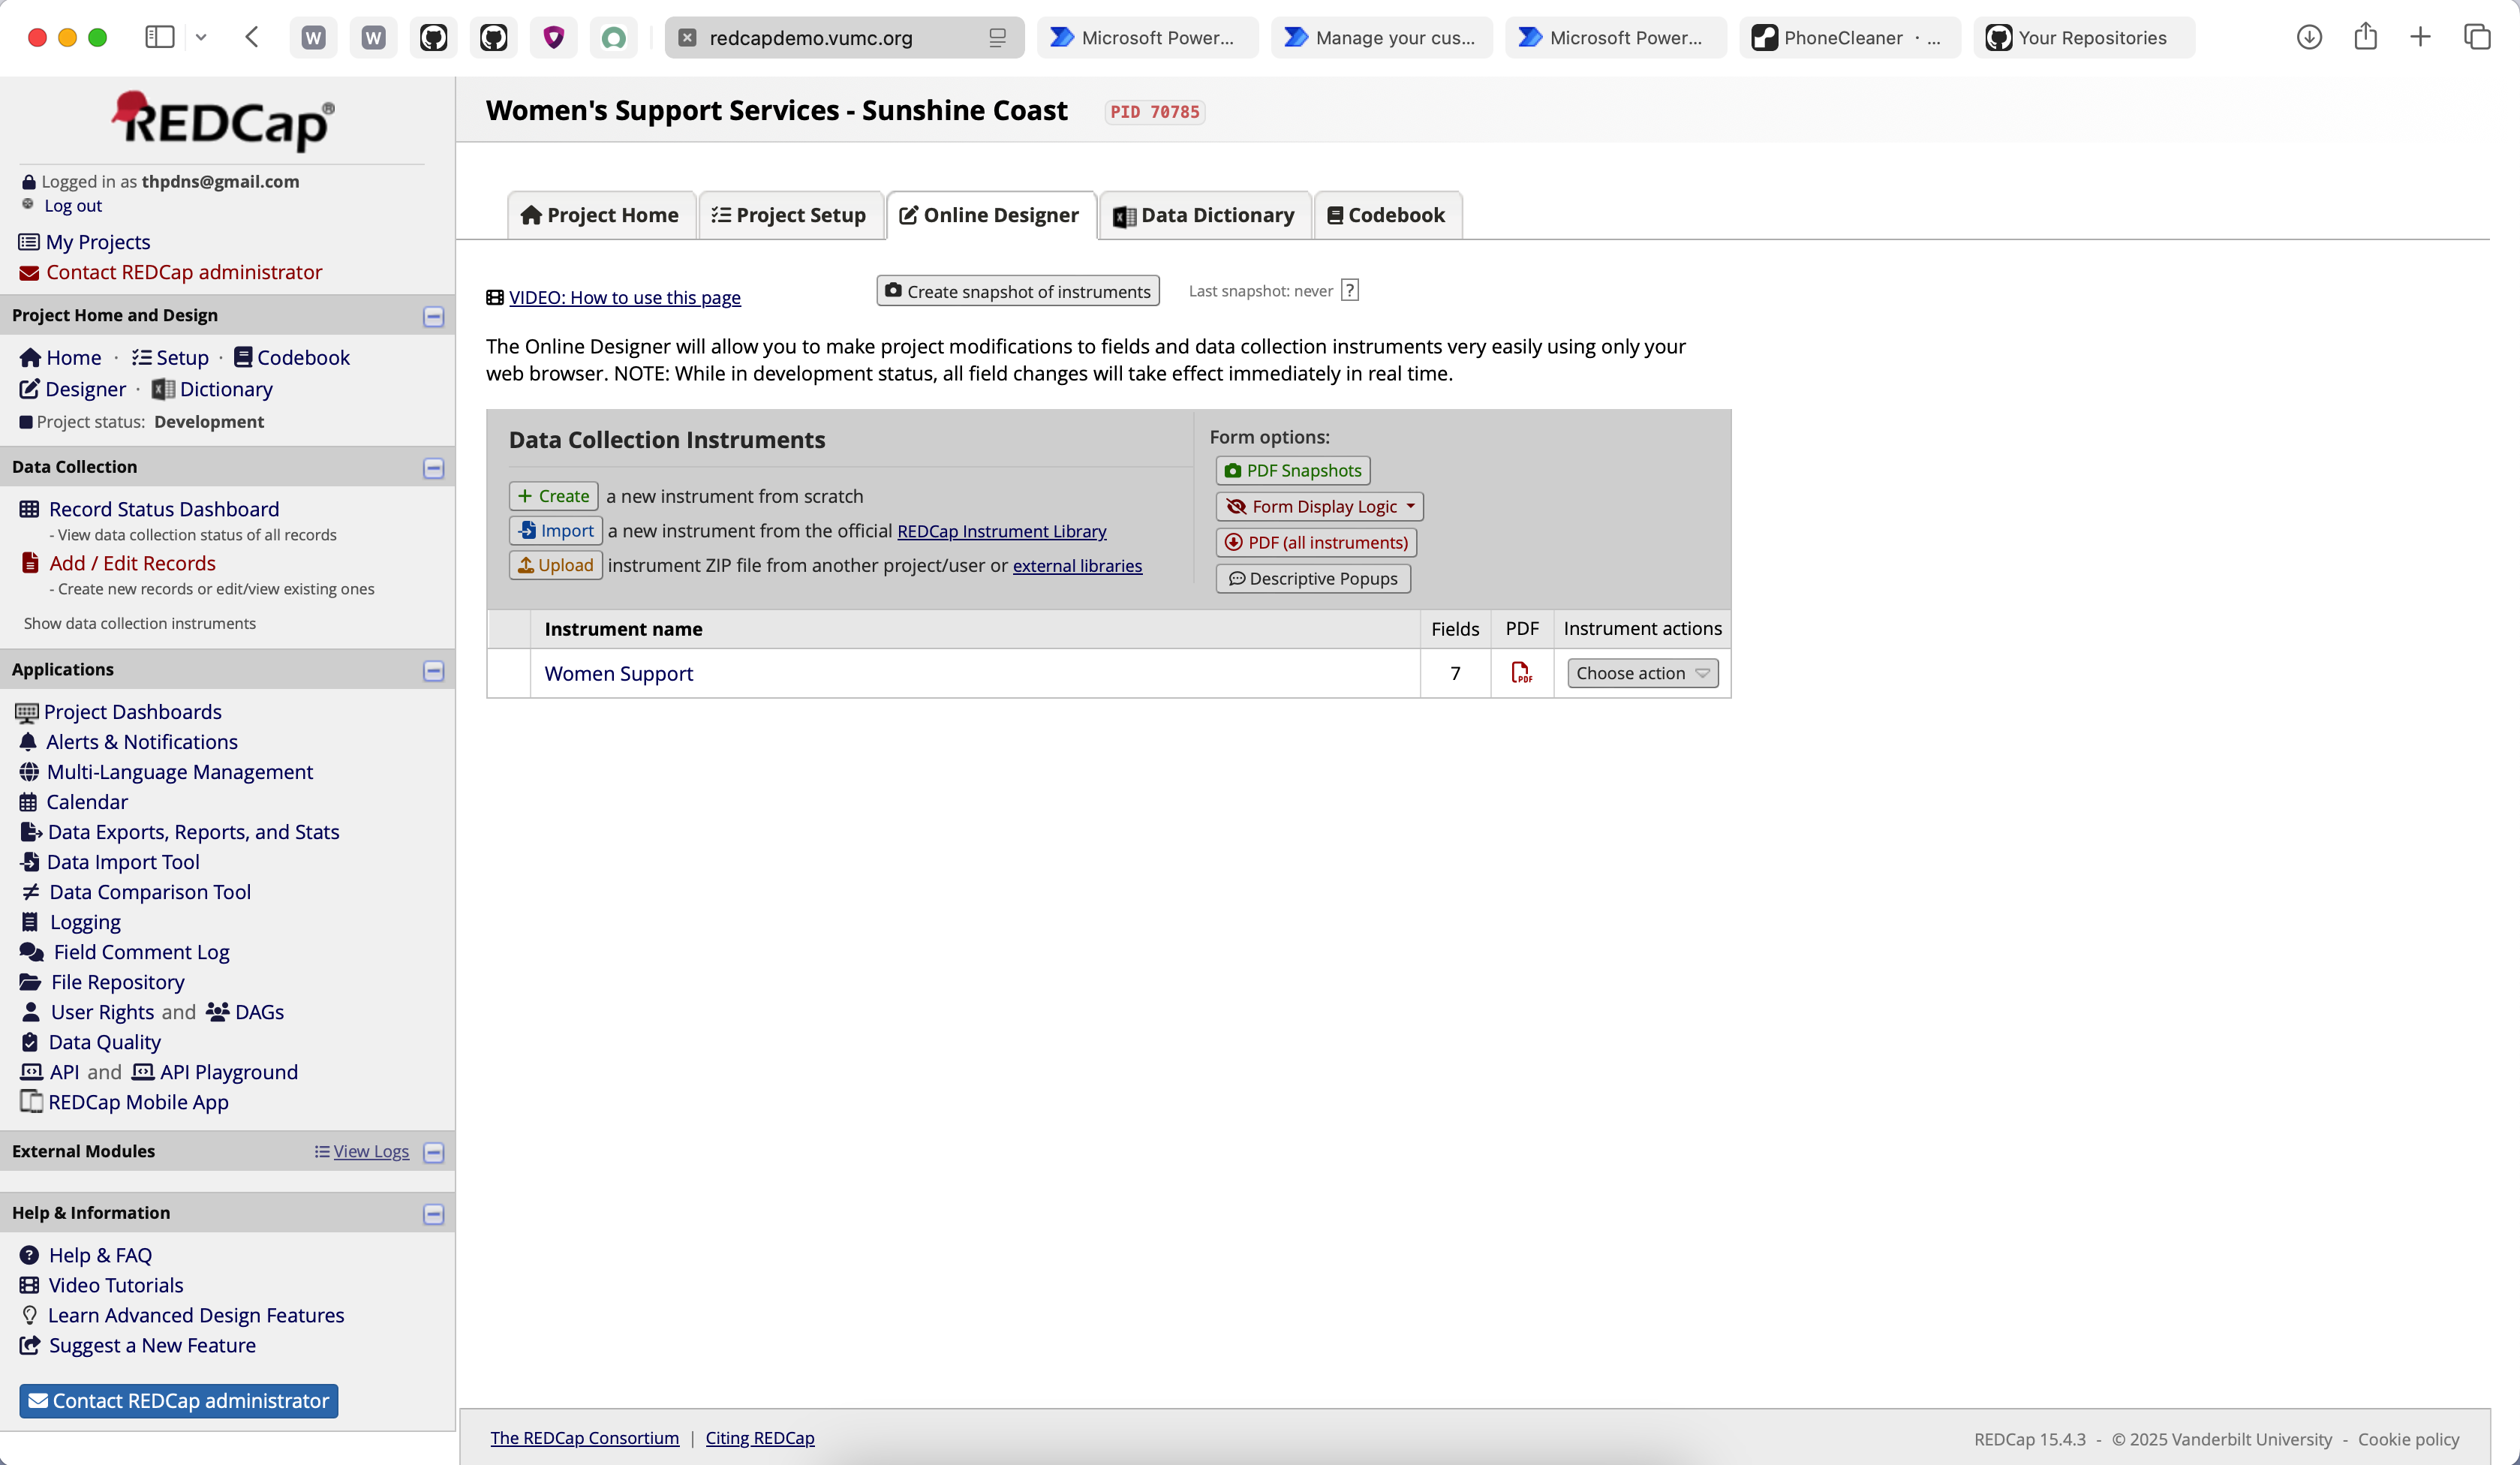 W
W
redcapdemo.vumc.org
Microsoft Power...
Manage your cus...
Microsoft Power...
PhoneCleaner · ...
Your Repositories
REDCap®
Logged in as thpdns@gmail.com
Log out
My Projects
Contact REDCap administrator
Project Home and Design
Home · Setup · Codebook
Designer · Dictionary
Project status: Development
Data Collection
Record Status Dashboard
- View data collection status of all records
Add / Edit Records
- Create new records or edit/view existing ones
Show data collection instruments
Applications
Project Dashboards
Alerts & Notifications
Multi-Language Management
Calendar
Data Exports, Reports, and Stats
Data Import Tool
Data Comparison Tool
Logging
Field Comment Log
File Repository
User Rights and DAGs
Data Quality
API and API Playground
REDCap Mobile App
External Modules
View Logs
Help & Information
Help & FAQ
Video Tutorials
Learn Advanced Design Features
Suggest a New Feature
Contact REDCap administrator
Women's Support Services - Sunshine Coast
PID 70785
Project Home
Project Setup
Online Designer
Data Dictionary
Codebook
VIDEO: How to use this page
Create snapshot of instruments
Last snapshot: never ?
The Online Designer will allow you to make project modifications to fields and data collection instruments very easily using only your
web browser. NOTE: While in development status, all field changes will take effect immediately in real time.
Data Collection Instruments
+ Create a new instrument from scratch
Import a new instrument from the official REDCap Instrument Library
Upload instrument ZIP file from another project/user or external libraries
Form options:
PDF Snapshots
Form Display Logic
PDF (all instruments)
Descriptive Popups
Instrument name
Fields
PDF
Instrument actions
Women Support
7
PDF
Choose action
The REDCap Consortium | Citing REDCap
REDCap 15.4.3 - © 2025 Vanderbilt University - Cookie policy